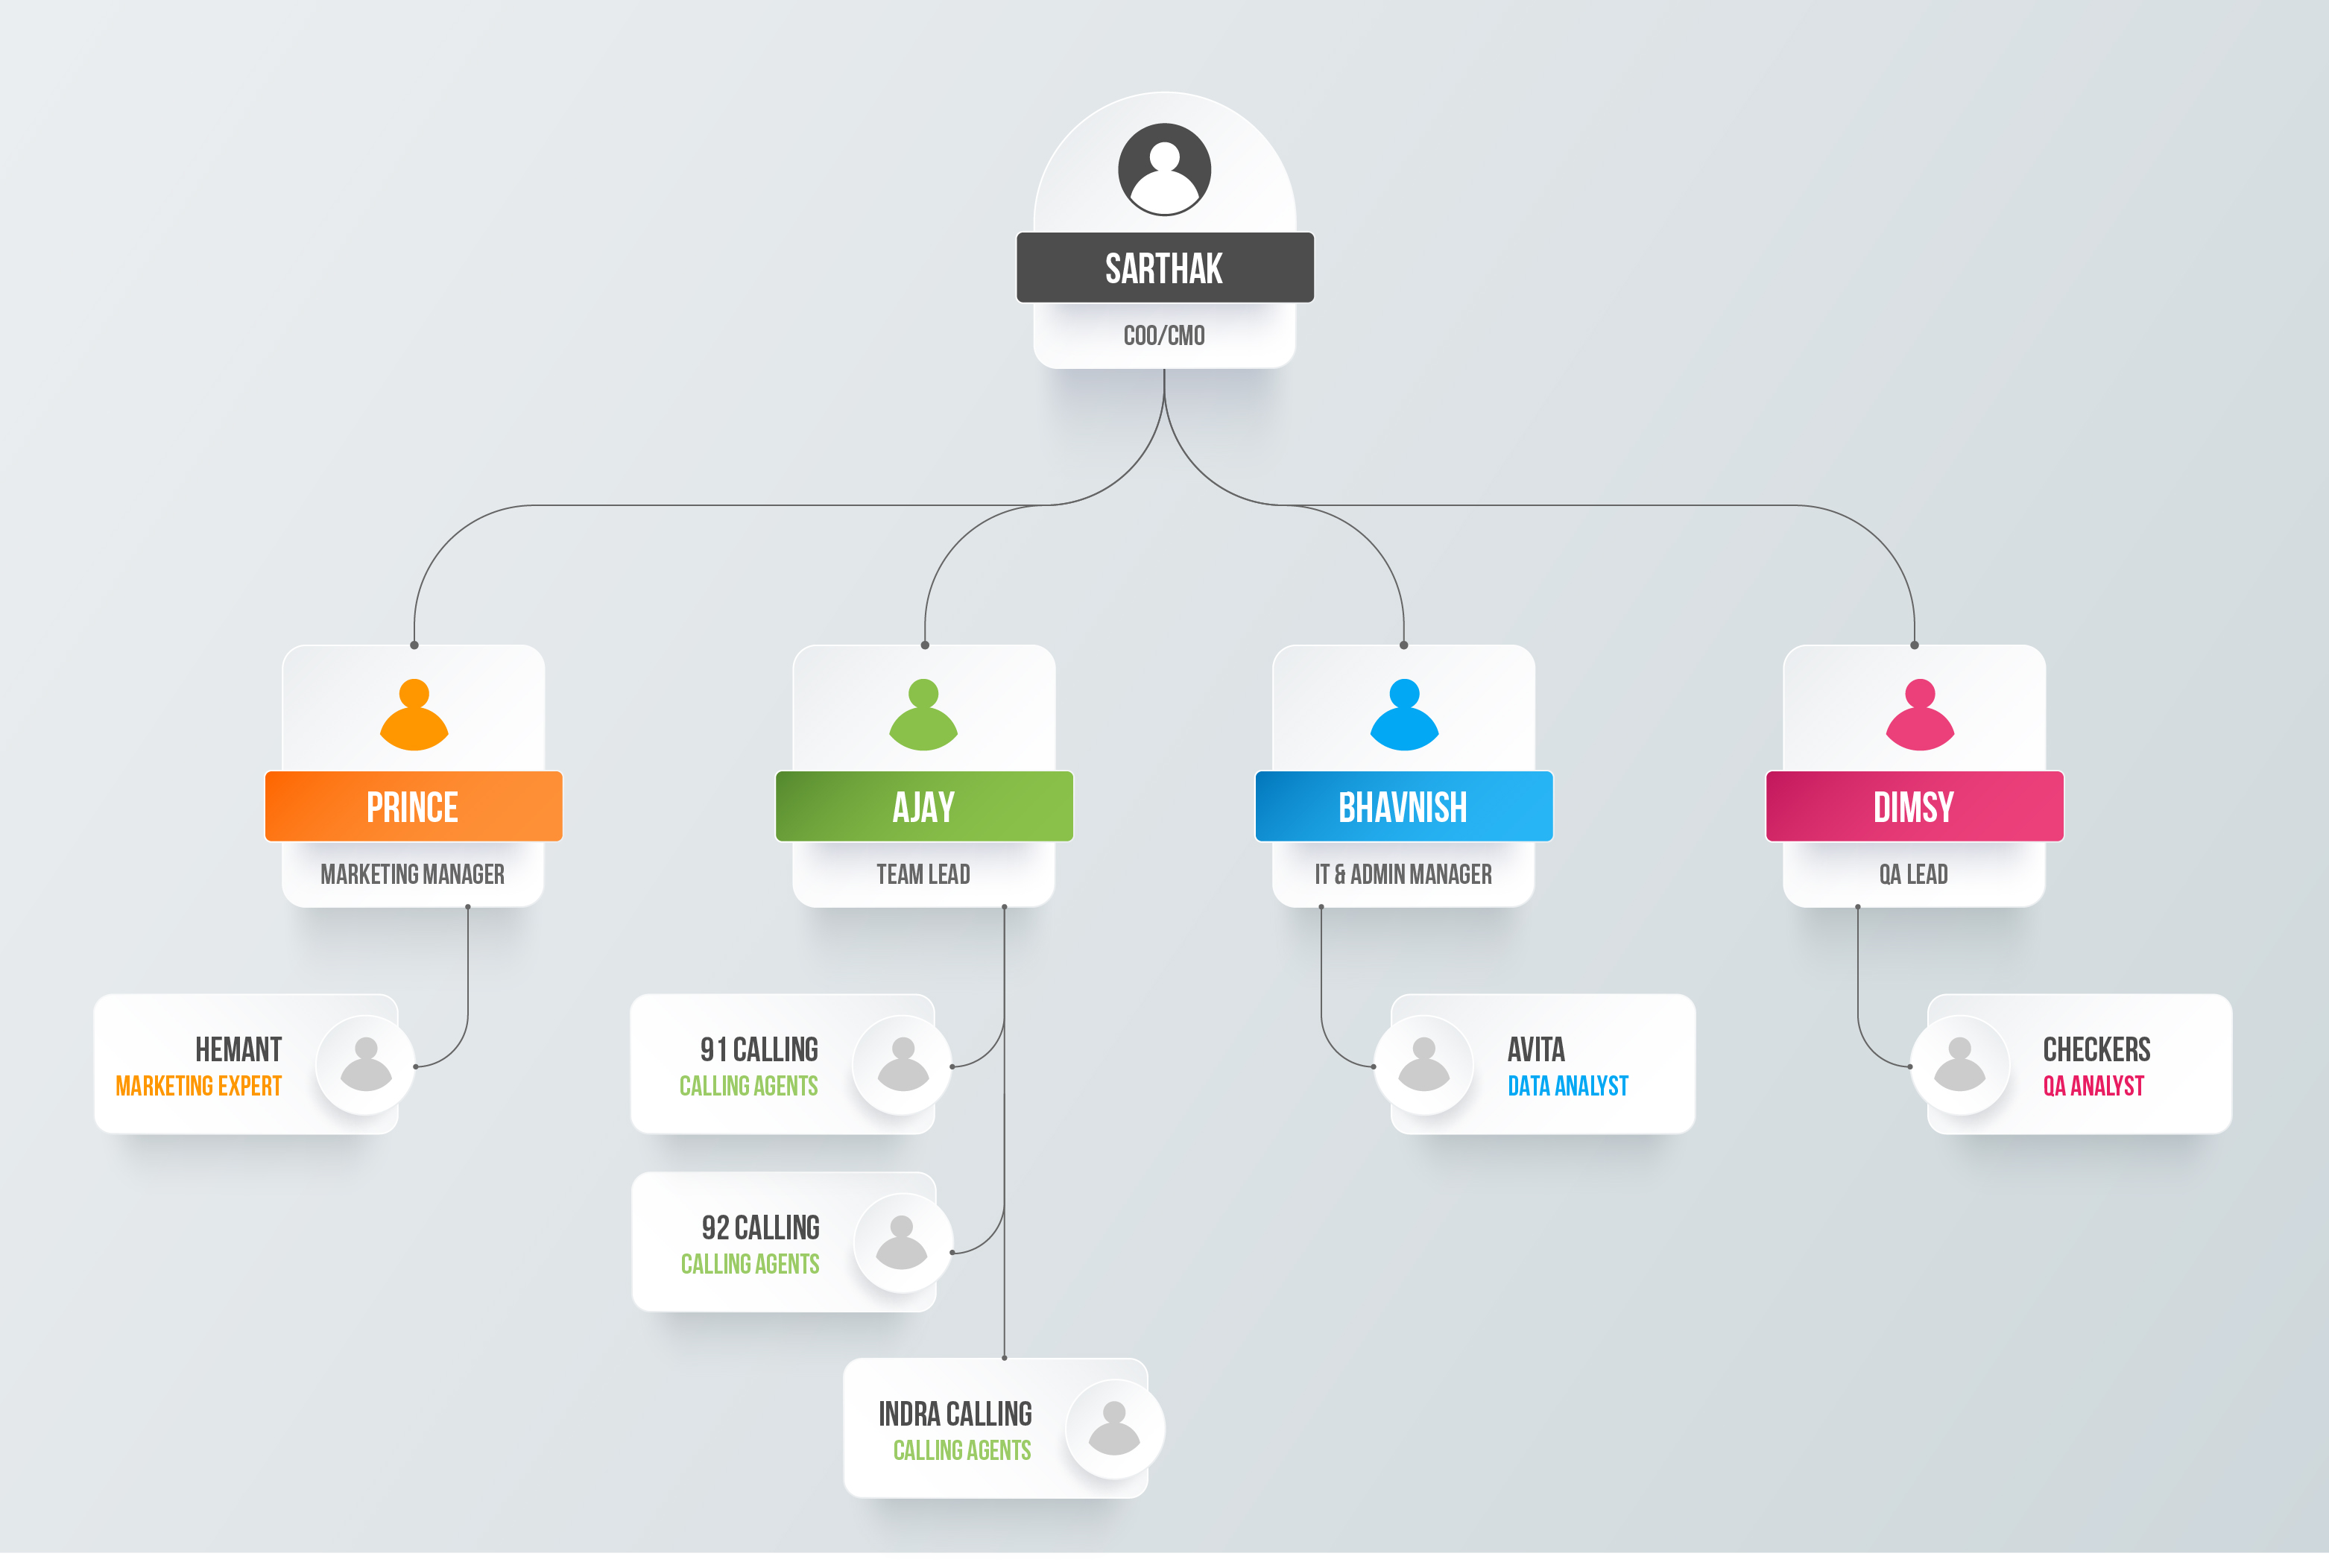 SARTHAK
COO/CMO
PRINCE
MARKETING MANAGER
AJAY
TEAM LEAD
BHAVNISH
IT & ADMIN MANAGER
DIMSY
QA LEAD
HEMANT
MARKETING EXPERT
91 CALLING
CALLING AGENTS
AVITA
DATA ANALYST
CHECKERS
QA ANALYST
92 CALLING
CALLING AGENTS
INDRA CALLING
CALLING AGENTS